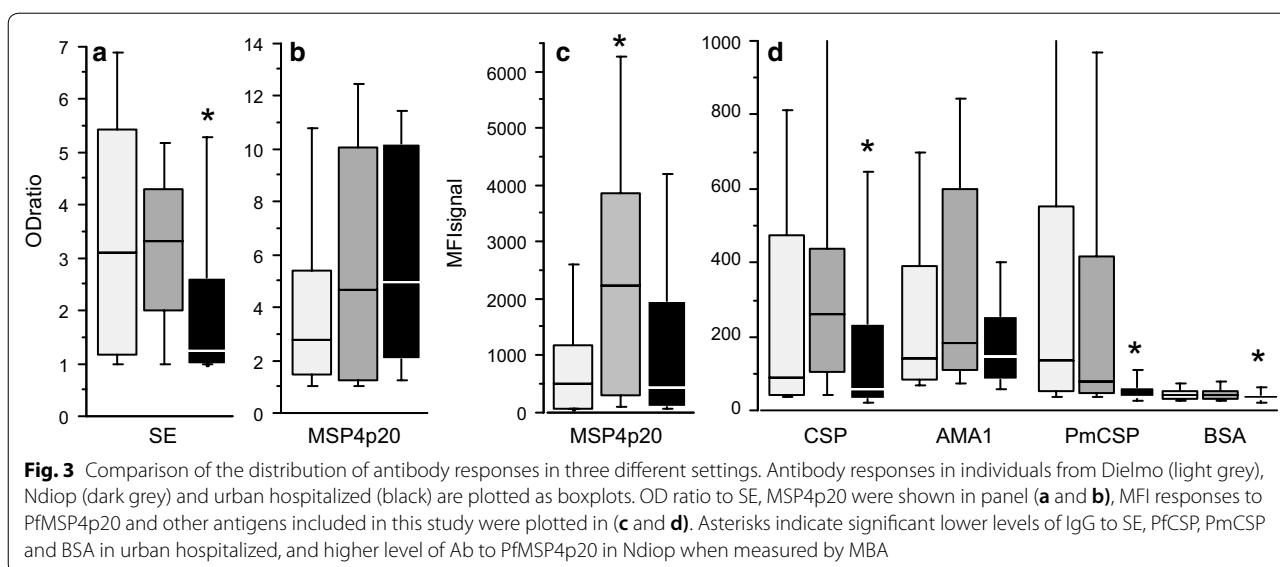 a
b
c
d
7
6
5
4
3
2
1
0
ODratio
*
SE
14
12
10
8
6
4
2
0
MSP4p20
6000
5000
4000
3000
2000
1000
0
MFIsignal
*
MSP4p20
1000
800
600
400
200
0
*
*
*
CSP AMA1 PmCSP BSA
Fig. 3 Comparison of the distribution of antibody responses in three different settings. Antibody responses in individuals from Dielmo (light grey),
Ndiop (dark grey) and urban hospitalized (black) are plotted as boxplots. OD ratio to SE, MSP4p20 were shown in panel (a and b), MFI responses to
PfMSP4p20 and other antigens included in this study were plotted in (c and d). Asterisks indicate significant lower levels of IgG to SE, PfCSP, PmCSP
and BSA in urban hospitalized, and higher level of Ab to PfMSP4p20 in Ndiop when measured by MBA